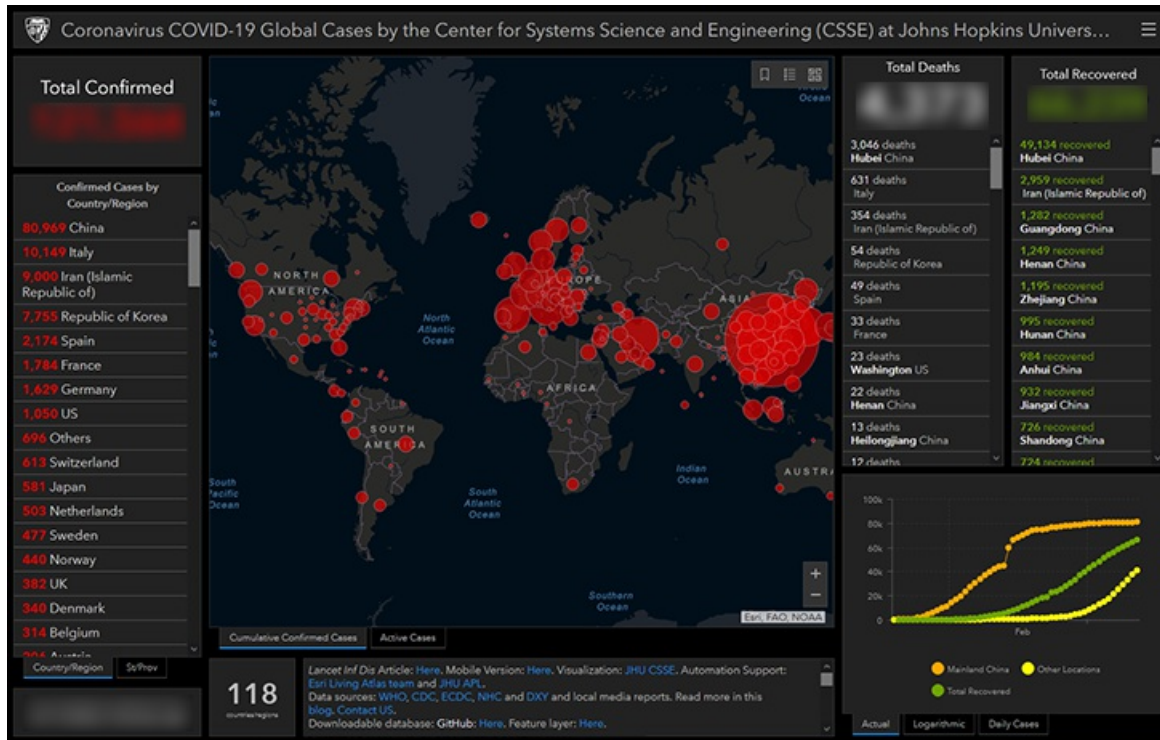 Coronavirus COVID-19 Global Cases by the Center for Systems Science and Engineering (CSSE) at Johns Hopkins Univers...
Total Confirmed
Confirmed Cases by
Country/Region
80,969 China
10,149 Italy
9,000 Iran (Islamic
Republic of)
7,755 Republic of Korea
2,174 Spain
1,784 France
1,629 Germany
1,050 US
696 Others
613 Switzerland
581 Japan
503 Netherlands
477 Sweden
440 Norway
382 UK
340 Denmark
314 Belgium
Country/Region
St/Prov
Ocean
NORTH
AMERICA
North
Atlantic
Ocean
EUROPE
ASIA
AFRICA
SOUTH
AMERICA
South
Pacific
Ocean
South
Atlantic
Ocean
Indian
Ocean
AUSTRA
Southern
Ocean
+
−
Esri, FAO, NOAA
Cumulative Confirmed Cases
Active Cases
118
countries/regions
Lancet Inf Dis Article: Here. Mobile Version: Here. Visualization: JHU CSSE. Automation Support:
Esri Living Atlas team and JHU APL.
Data sources: WHO, CDC, ECDC, NHC and DXY and local media reports. Read more in this
blog. Contact US.
Downloadable database: GitHub: Here. Feature layer: Here.
Total Deaths
3,046 deaths
Hubei China
631 deaths
Italy
354 deaths
Iran (Islamic Republic of)
54 deaths
Republic of Korea
49 deaths
Spain
33 deaths
France
23 deaths
Washington US
22 deaths
Henan China
13 deaths
Heilongjiang China
12 deaths
Total Recovered
49,134 recovered
Hubei China
2,959 recovered
Iran (Islamic Republic of)
1,282 recovered
Guangdong China
1,249 recovered
Henan China
1,195 recovered
Zhejiang China
995 recovered
Hunan China
984 recovered
Anhui China
932 recovered
Jiangxi China
726 recovered
Shandong China
724 recovered
100k
80k
60k
40k
20k
0
Feb
Mainland China
Other Locations
Total Recovered
Actual
Logarithmic
Daily Cases